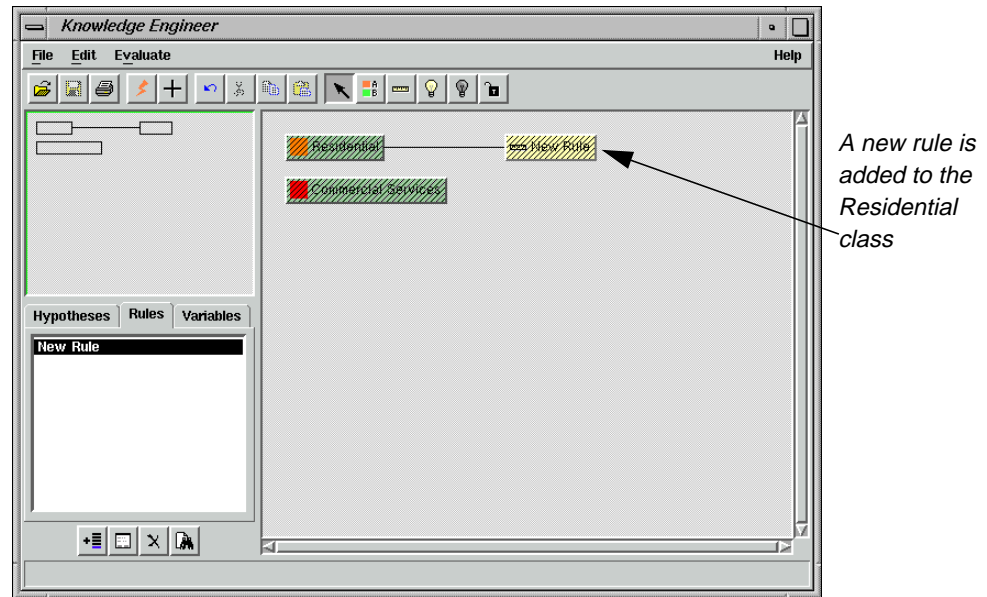 Knowledge Engineer
File Edit Evaluate Help
Residential New Rule
Commercial Services
A new rule is
added to the
Residential
class
Hypotheses Rules Variables
New Rule